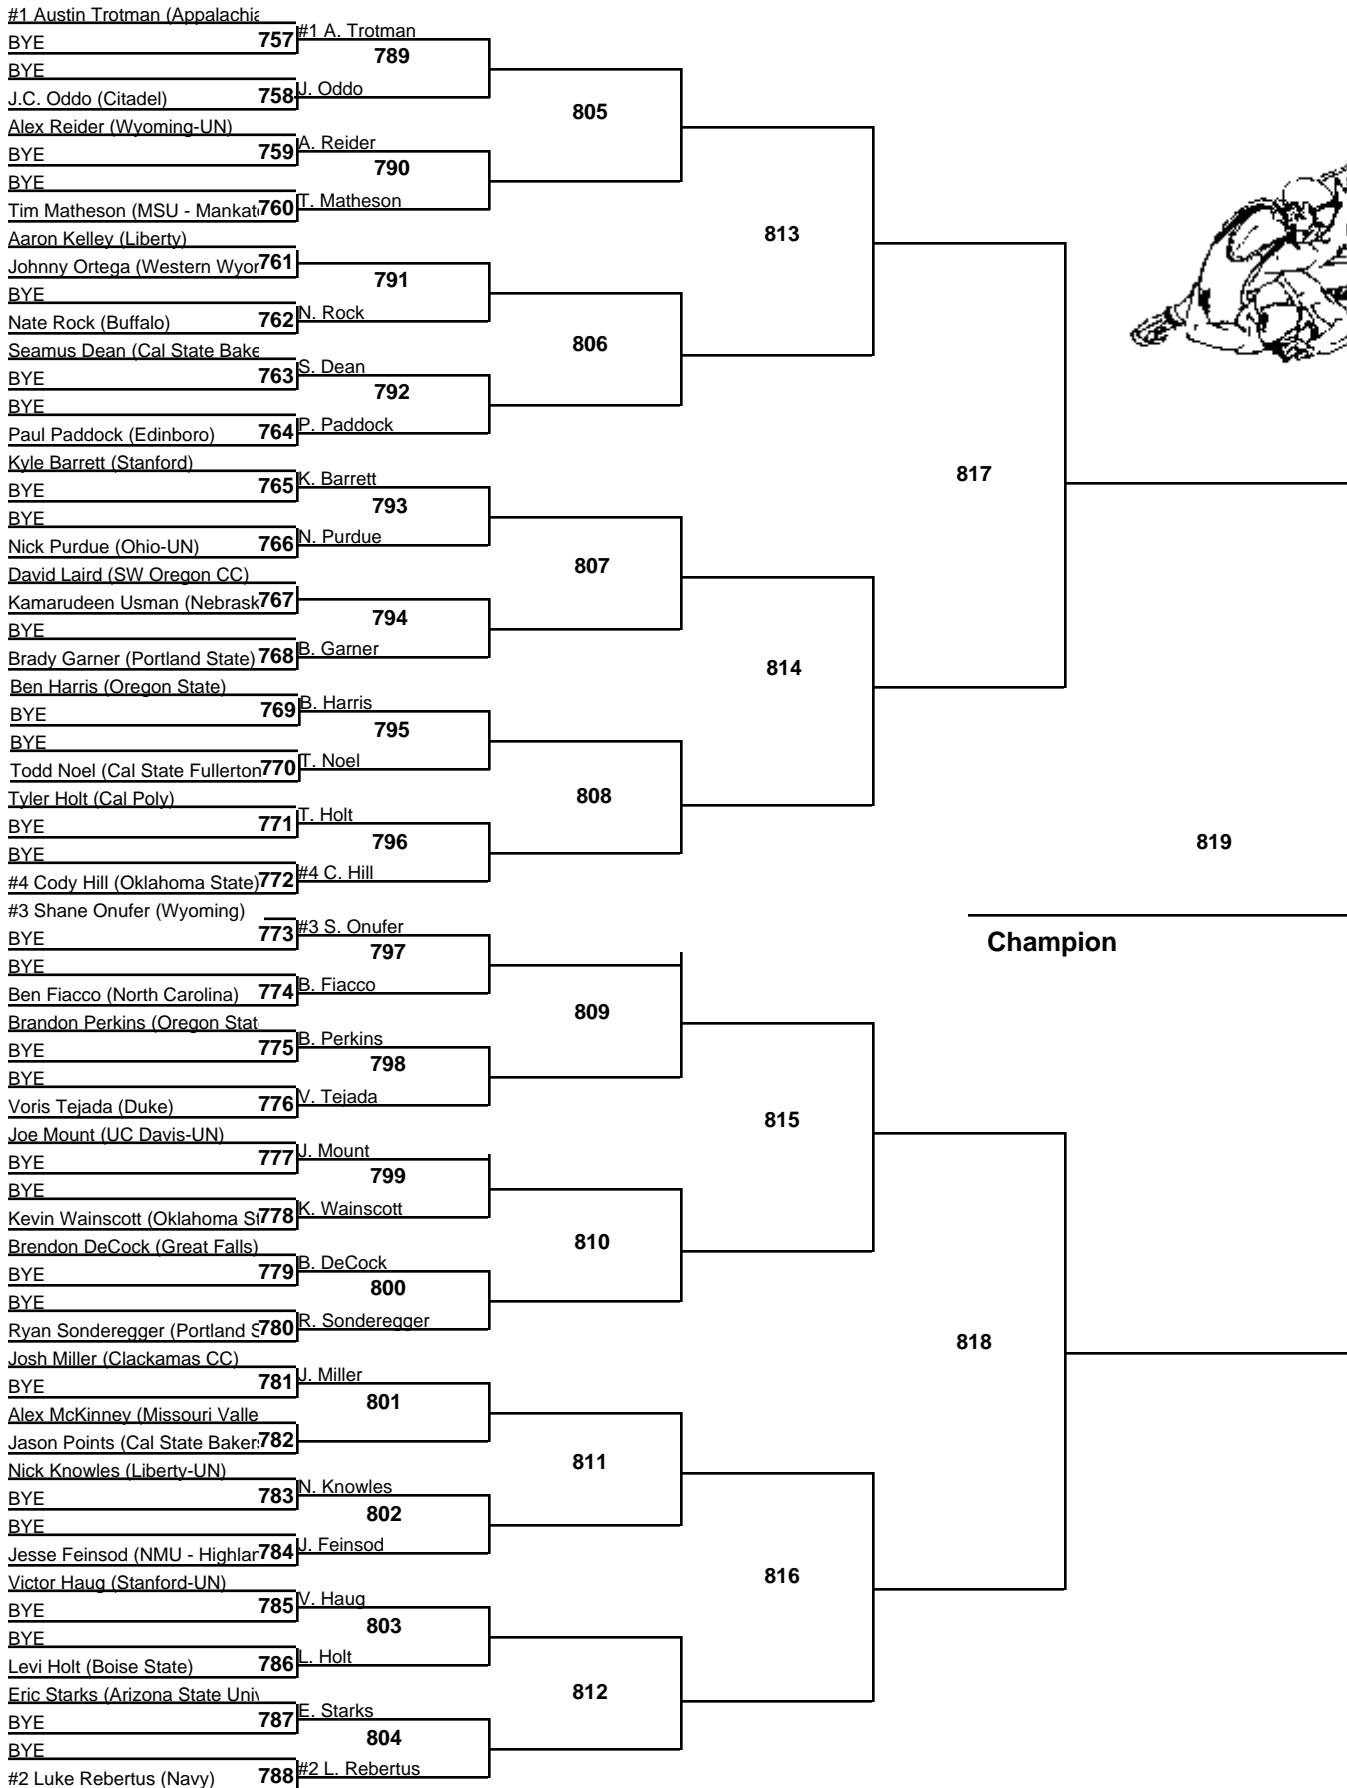 #1 Austin Trotman (Appalachia
BYE
757
BYE
J.C. Oddo (Citadel)
758
Alex Reider (Wyoming-UN)
BYE
759
BYE
Tim Matheson (MSU - Mankat
760
Aaron Kelley (Liberty)
Johnny Ortega (Western Wyor
761
BYE
Nate Rock (Buffalo)
762
Seamus Dean (Cal State Bake
BYE
763
BYE
Paul Paddock (Edinboro)
764
Kyle Barrett (Stanford)
BYE
765
BYE
Nick Purdue (Ohio-UN)
766
David Laird (SW Oregon CC)
Kamarudeen Usman (Nebrask
767
BYE
Brady Garner (Portland State)
768
Ben Harris (Oregon State)
BYE
769
BYE
Todd Noel (Cal State Fullerton
770
Tyler Holt (Cal Poly)
BYE
771
BYE
#4 Cody Hill (Oklahoma State)
772
#3 Shane Onufer (Wyoming)
BYE
773
BYE
Ben Fiacco (North Carolina)
774
Brandon Perkins (Oregon Stat
BYE
775
BYE
Voris Tejada (Duke)
776
Joe Mount (UC Davis-UN)
BYE
777
BYE
Kevin Wainscott (Oklahoma St
778
Brendon DeCock (Great Falls)
BYE
779
BYE
Ryan Sonderegger (Portland S
780
Josh Miller (Clackamas CC)
BYE
781
Alex McKinney (Missouri Valle
Jason Points (Cal State Bakers
782
Nick Knowles (Liberty-UN)
BYE
783
BYE
Jesse Feinsod (NMU - Highlan
784
Victor Haug (Stanford-UN)
BYE
785
BYE
Levi Holt (Boise State)
786
Eric Starks (Arizona State Univ
BYE
787
BYE
#2 Luke Rebertus (Navy)
788
#1 A. Trotman
789
J. Oddo
A. Reider
790
T. Matheson
791
N. Rock
S. Dean
792
P. Paddock
K. Barrett
793
N. Purdue
794
B. Garner
B. Harris
795
T. Noel
T. Holt
796
#4 C. Hill
#3 S. Onufer
797
B. Fiacco
B. Perkins
798
V. Tejada
J. Mount
799
K. Wainscott
B. DeCock
800
R. Sonderegger
J. Miller
801
N. Knowles
802
J. Feinsod
V. Haug
803
L. Holt
E. Starks
804
#2 L. Rebertus
805
806
807
808
809
810
811
812
813
814
815
816
817
818
819
Champion